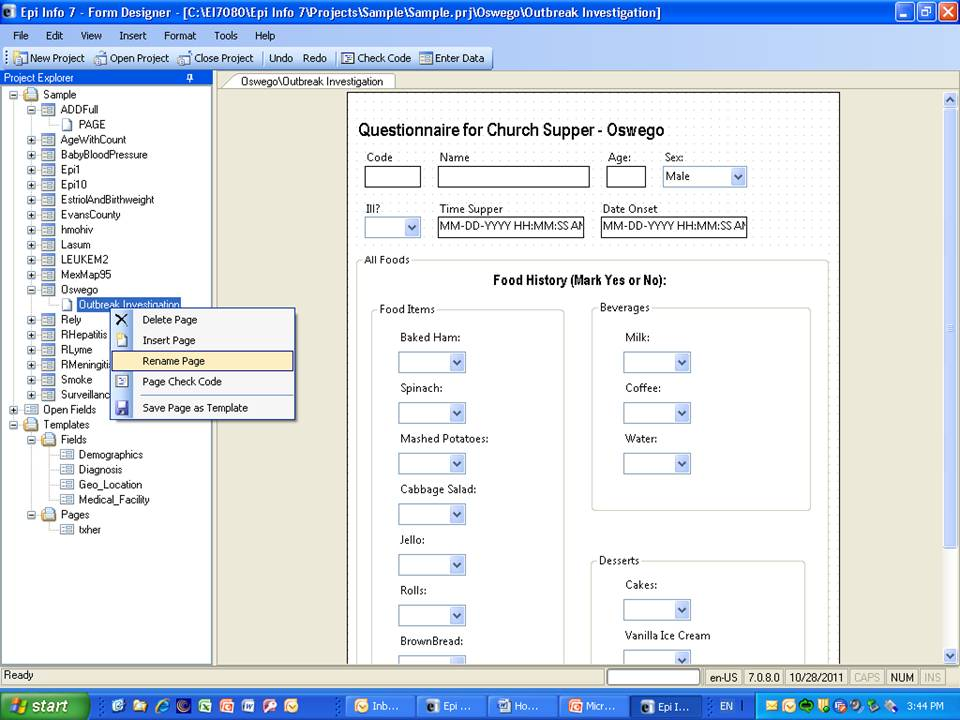 Epi Info 7 - Form Designer - [C:\EI7080\Epi Info 7\Projects\Sample\Sample.prj\Oswego\Outbreak Investigation]
File Edit View Insert Format Tools Help
New Project Open Project Close Project Undo Redo Check Code Enter Data
Project Explorer
Oswego\Outbreak Investigation
Sample
ADDFull
PAGE
AgeWithCount
BabyBloodPressure
Epi1
Epi10
EstriolAndBirthweight
EvansCounty
hmohiv
Lasum
LEUKEM2
MexMap95
Oswego
Outbreak Investigation
Rely
RHepatitis
RLyme
RMeningiti
Smoke
Surveillanc
Open Fields
Templates
Fields
Demographics
Diagnosis
Geo_Location
Medical_Facility
Pages
txher
Delete Page
Insert Page
Rename Page
Page Check Code
Save Page as Template
Questionnaire for Church Supper - Oswego
Code Name Age: Sex:
Male
Ill? Time Supper Date Onset
MM-DD-YYYY HH:MM:SS AM MM-DD-YYYY HH:MM:SS AM
All Foods
Food History (Mark Yes or No):
Food Items
Baked Ham:
Spinach:
Mashed Potatoes:
Cabbage Salad:
Jello:
Rolls:
BrownBread:
Beverages
Milk:
Coffee:
Water:
Desserts
Cakes:
Vanilla Ice Cream
Ready
en-US 7.0.8.0 10/28/2011 CAPS NUM INS
start Inb... Epi ... Ho... Micr... Epi I... EN 3:44 PM